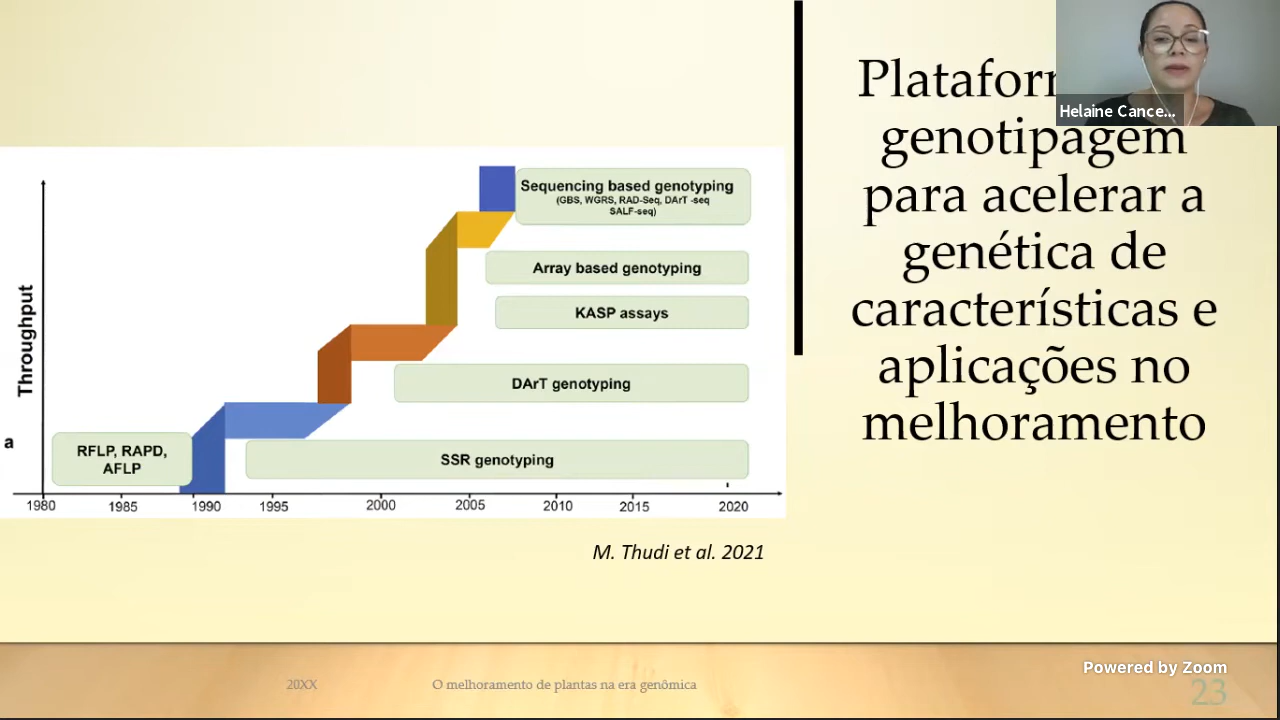 Helaine Cance...
genotipagem
para acelerar a
genética de
características e
aplicações no
melhoramento
Throughput
a
Sequencing based genotyping
(GBS, WGRS, RAD-Seq, DArT -seq
SALF-seq)
Array based genotyping
KASP assays
DArT genotyping
RFLP, RAPD,
AFLP
SSR genotyping
1980 1985 1990 1995 2000 2005 2010 2015 2020
M. Thudi et al. 2021
Powered by Zoom
20XX O melhoramento de plantas na era genômica 23